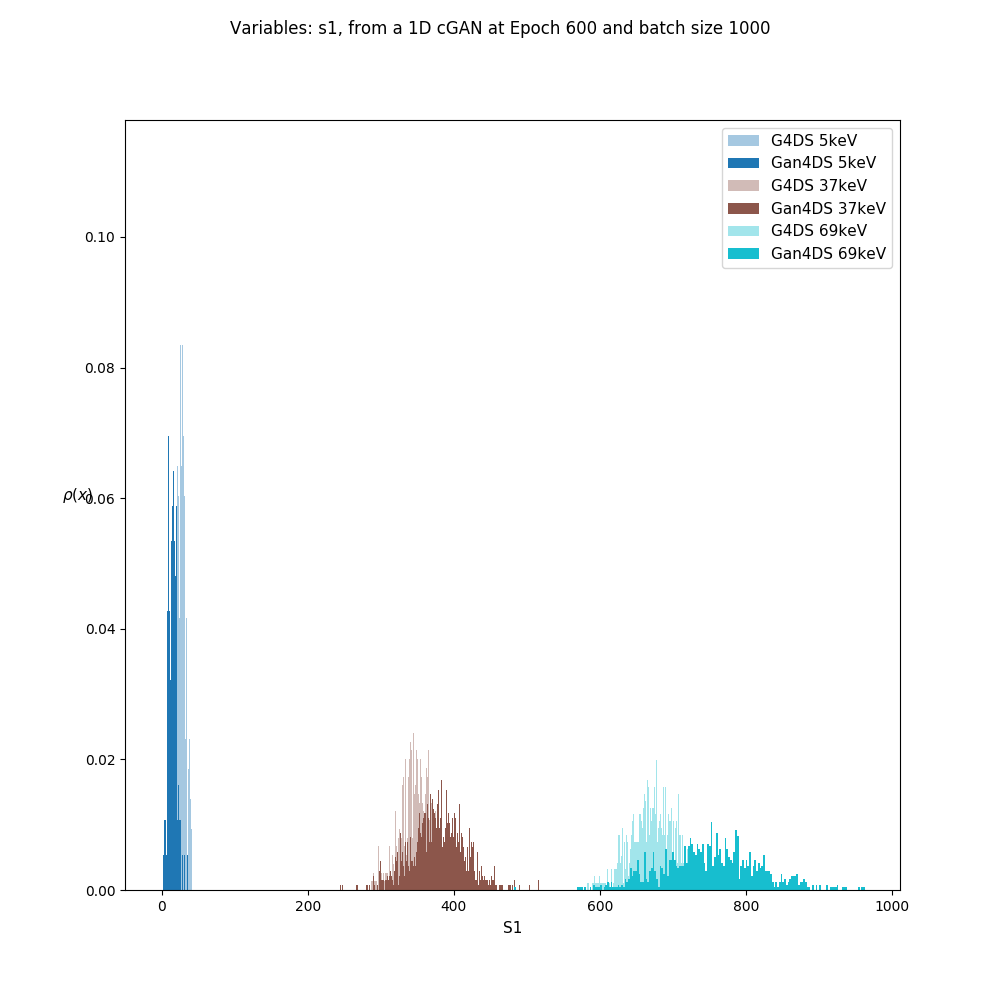 Variables: s1, from a 1D cGAN at Epoch 600 and batch size 1000
G4DS 5keV
Gan4DS 5keV
G4DS 37keV
Gan4DS 37keV
G4DS 69keV
Gan4DS 69keV
0.10
0.08
ρ(x)
0.06
0.04
0.02
0.00
0 200 400 600 800 1000
S1